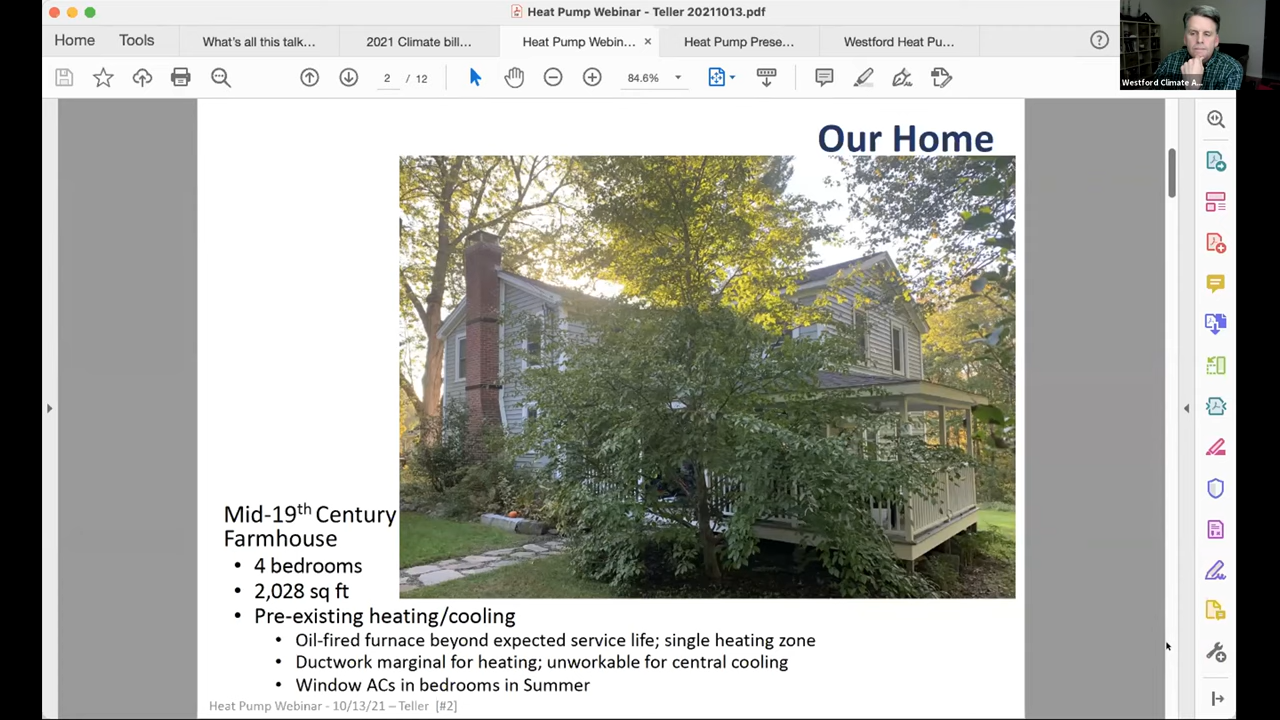 Heat Pump Webinar - Teller 20211013.pdf
Home
Tools
What's all this talk...
2021 Climate bill...
Heat Pump Webin...
Heat Pump Prese...
Westford Heat Pu...
2 / 12
84.6%
Westford Climate A...
Our Home
Mid-19th Century
Farmhouse
• 4 bedrooms
• 2,028 sq ft
• Pre-existing heating/cooling
• Oil-fired furnace beyond expected service life; single heating zone
• Ductwork marginal for heating; unworkable for central cooling
• Window ACs in bedrooms in Summer
Heat Pump Webinar - 10/13/21 – Teller [#2]